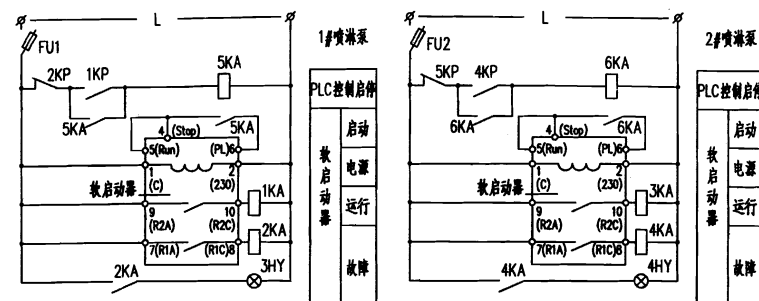 L
1#喷淋泵
FU1
2KP 1KP
5KA
PLC控制启停
5KA
4 (Stop)
5KA
启动
5(Run) (PL)6
软启动器
电源
1 2
(C) (230)
软启动器
1KA
运行
9 10
(R2A) (R2C)
2KA
7(R1A) (R1C)8
故障
2KA
3HY
L
2#喷淋泵
FU2
5KP 4KP
6KA
PLC控制启停
6KA
4 (Stop)
6KA
启动
5(Run) (PL)6
软启动器
电源
1 2
(C) (230)
软启动器
3KA
运行
9 10
(R2A) (R2C)
4KA
7(R1A) (R1C)8
故障
4KA
4HY